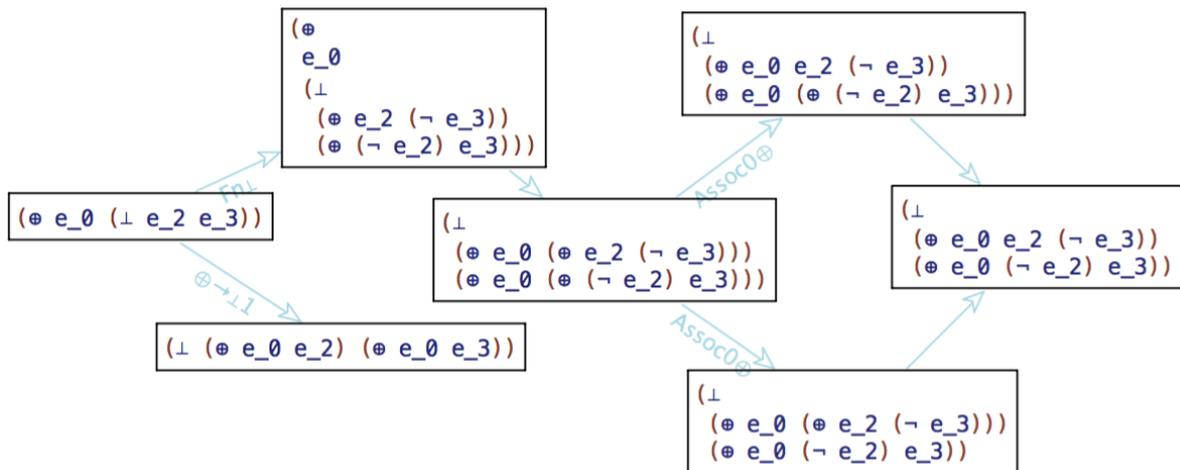 (⊕
e_0
(⊥
(⊕ e_2 (¬ e_3))
(⊕ (¬ e_2) e_3)))
(⊥
(⊕ e_0 e_2 (¬ e_3))
(⊕ e_0 (⊕ (¬ e_2) e_3)))
Fn⊥
Assoc0⊕
(⊕ e_0 (⊥ e_2 e_3))
(⊥
(⊕ e_0 (⊕ e_2 (¬ e_3)))
(⊕ e_0 (⊕ (¬ e_2) e_3)))
(⊥
(⊕ e_0 e_2 (¬ e_3))
(⊕ e_0 (¬ e_2) e_3))
⊕→⊥1
Assoc0⊕
(⊥ (⊕ e_0 e_2) (⊕ e_0 e_3))
(⊥
(⊕ e_0 (⊕ e_2 (¬ e_3)))
(⊕ e_0 (¬ e_2) e_3))